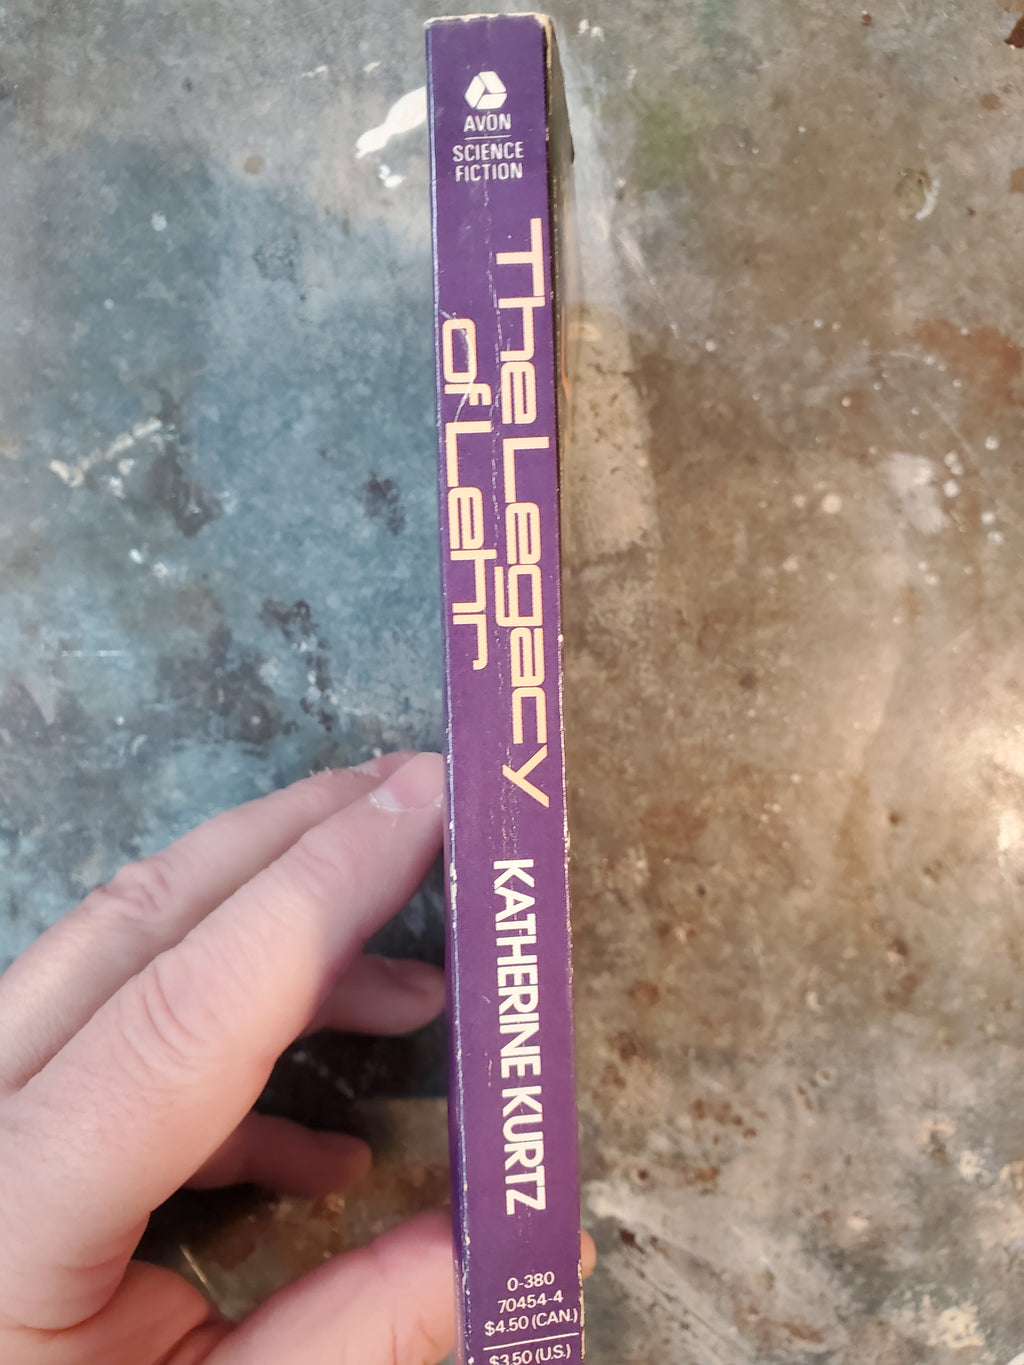 AVON
SCIENCE
FICTION
The Legacy
of Lehr
KATHERINE KURTZ
0-380
70454-4
$4.50 (CAN.)
$3.50 (U.S.)